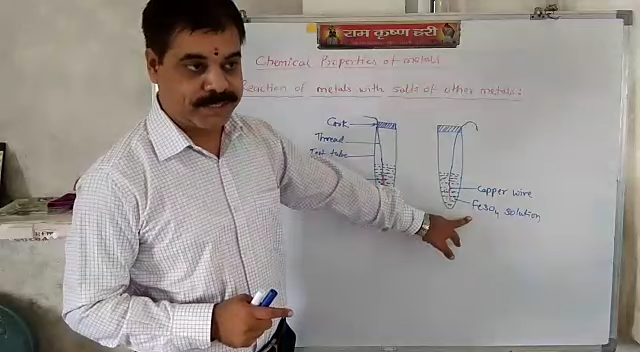 राम कृष्ण हरी
Chemical Properties of metals
Reaction of metals with salts of other metals:
Cork
Thread
Test tube
Copper wire
FeSO4 solution